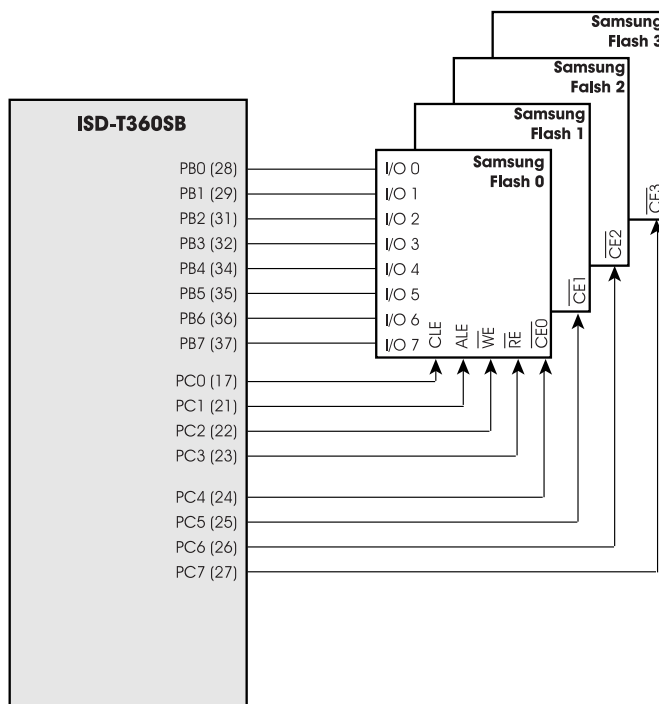 Samsung
Flash 3
Samsung
Falsh 2
Samsung
Flash 1
Samsung
Flash 0
ISD-T360SB
PB0 (28)
PB1 (29)
PB2 (31)
PB3 (32)
PB4 (34)
PB5 (35)
PB6 (36)
PB7 (37)
PC0 (17)
PC1 (21)
PC2 (22)
PC3 (23)
PC4 (24)
PC5 (25)
PC6 (26)
PC7 (27)
I/O 0
I/O 1
I/O 2
I/O 3
I/O 4
I/O 5
I/O 6
I/O 7
CLE
ALE
WE
RE
CE0
CE1
CE2
CE3